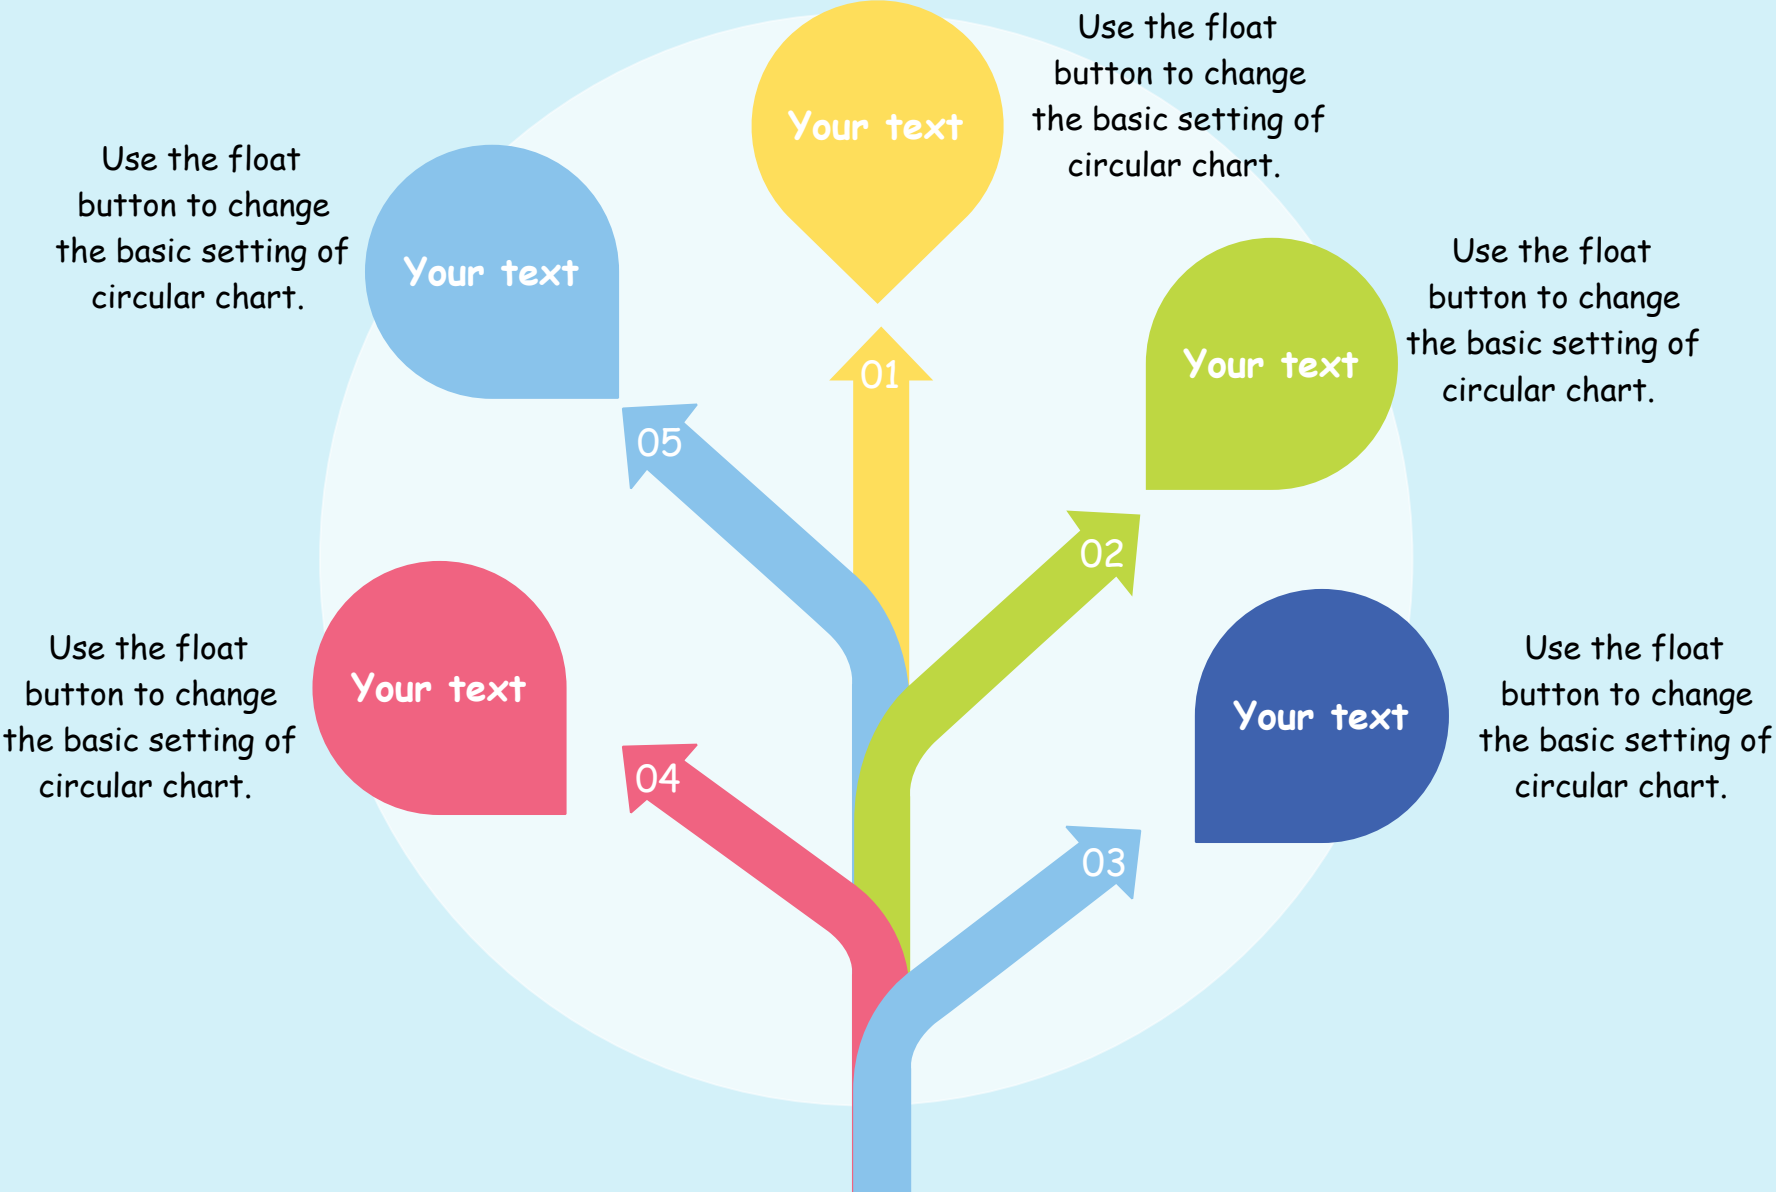 Use the float
button to change
the basic setting of
circular chart.
Your text
01
Use the float
button to change
the basic setting of
circular chart.
Your text
05
Use the float
button to change
the basic setting of
circular chart.
Your text
02
Use the float
button to change
the basic setting of
circular chart.
Your text
04
Use the float
button to change
the basic setting of
circular chart.
Your text
03